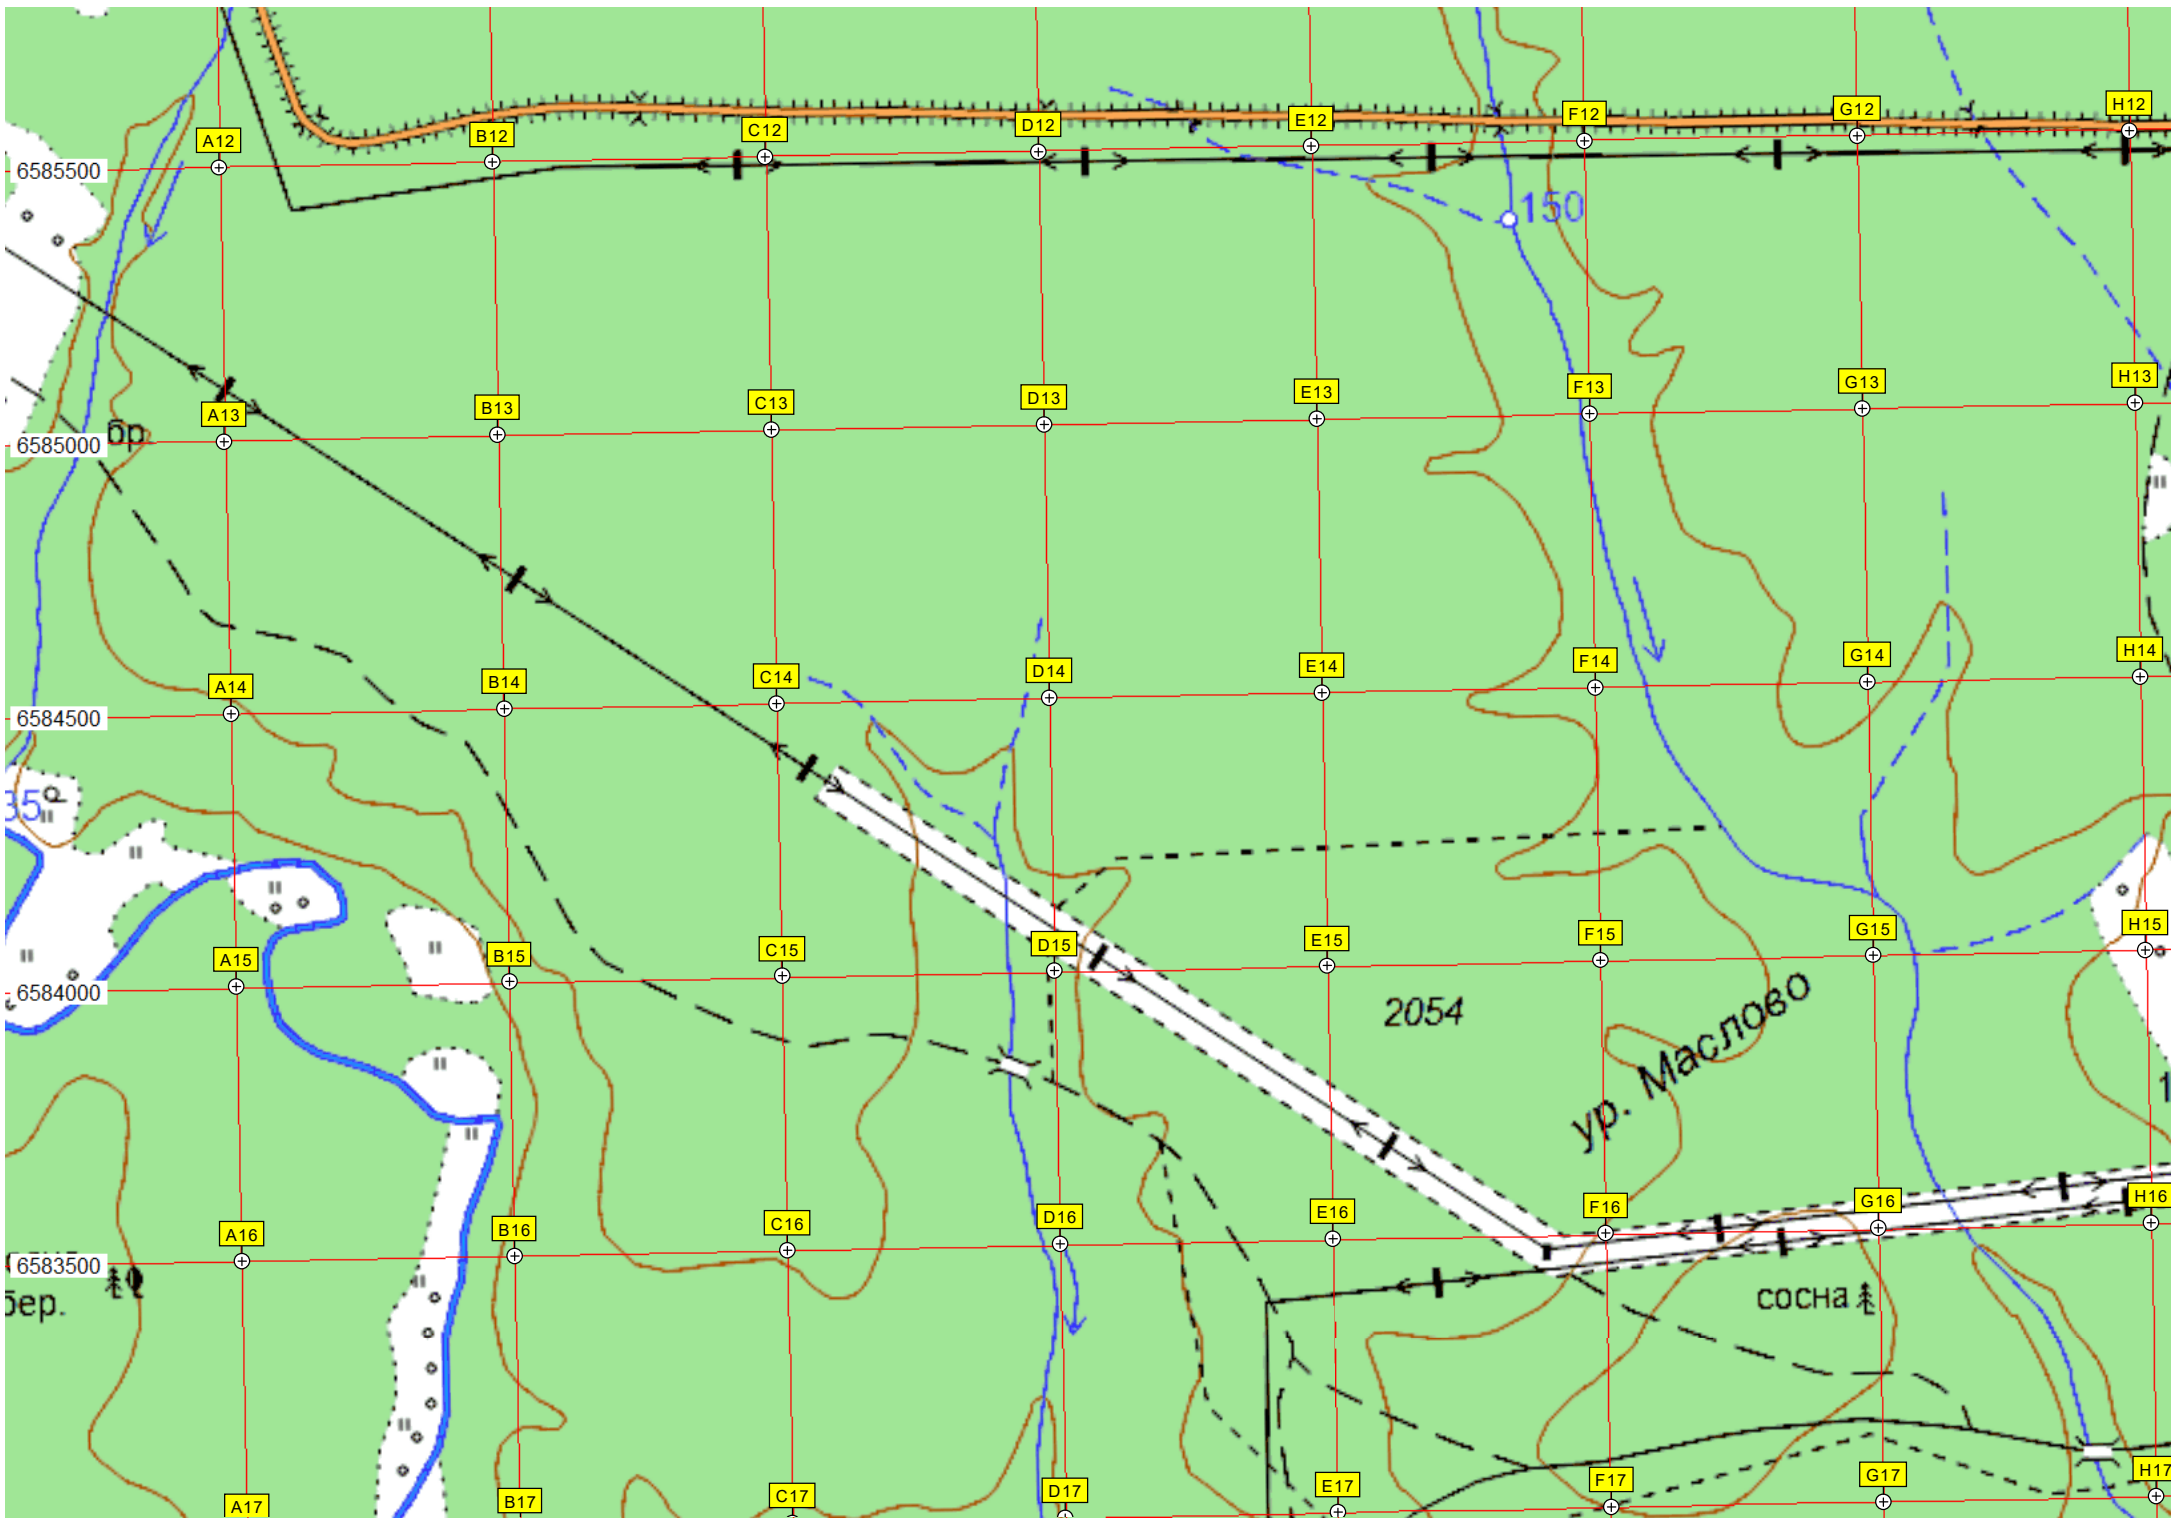 A12 B12 C12 D12 E12 F12 G12 H12
6585500
150
A13 B13 C13 D13 E13 F13 G13 H13
бр.
6585000
A14 B14 C14 D14 E14 F14 G14 H14
6584500
35
A15 B15 C15 D15 E15 F15 G15 H15
6584000
2054
ур. Маслово
1
A16 B16 C16 D16 E16 F16 G16 H16
6583500
бер.
сосна
A17 B17 C17 D17 E17 F17 G17 H17